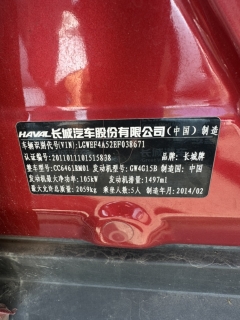 HAVAL 长城汽车股份有限公司(中国)制造
车辆识别代号(VIN):LGWEF4A52EF038671
认证编号:2011011101515838 品牌:长城牌
整车型号:CC6461RM01 发动机型号:GW4G15B 制造国:中国
发动机最大净功率:105kW 发动机排量:1497ml
最大允许总质量:2059kg 乘坐人数:5人 制造年月:2014/02